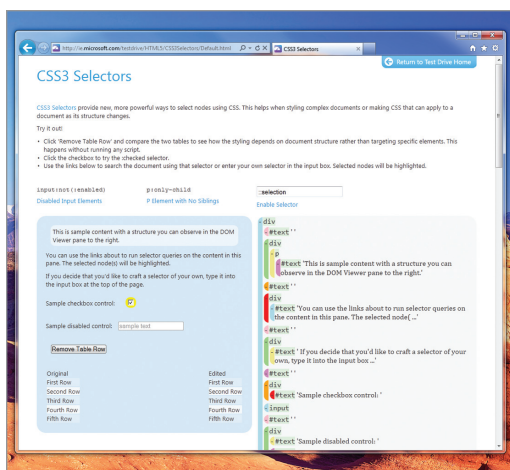 http://ie.microsoft.com/testdrive/HTML5/CSS3Selectors/Default.html
CSS3 Selectors
Return to Test Drive Home
CSS3 Selectors
CSS3 Selectors provide new, more powerful ways to select nodes using CSS. This helps when styling complex documents or making CSS that can apply to a
document as its structure changes.
Try it out!
• Click 'Remove Table Row' and compare the two tables to see how the styling depends on document structure rather than targeting specific elements. This
happens without running any script.
• Click the checkbox to try the :checked selector.
• Use the links below to search the document using that selector or enter your own selector in the input box. Selected nodes will be highlighted.
input:not(:enabled) p:only-child ::selection
Disabled Input Elements P Element with No Siblings Enable Selector
This is sample content with a structure you can observe in the DOM
Viewer pane to the right.
You can use the links about to run selector queries on the content in this
pane. The selected node(s) will be highlighted.
If you decide that you'd like to craft a selector of your own, type it into
the input box at the top of the page.
Sample checkbox control:
Sample disabled control: sample text
Remove Table Row
Original Edited
First Row First Row
Second Row Second Row
Third Row Third Row
Fourth Row Fourth Row
Fifth Row Fifth Row
-div
-#text ''
-div
-p
-#text 'This is sample content with a structure you can
observe in the DOM Viewer pane to the right.'
-#text ''
-div
-#text 'You can use the links about to run selector queries on
the content in this pane. The selected node( ...'
-#text ''
-div
-#text ' If you decide that you'd like to craft a selector of your
own, type it into the input box ...'
-#text ''
-div
-#text 'Sample checkbox control: '
-input
-#text ''
-div
-#text 'Sample disabled control: '